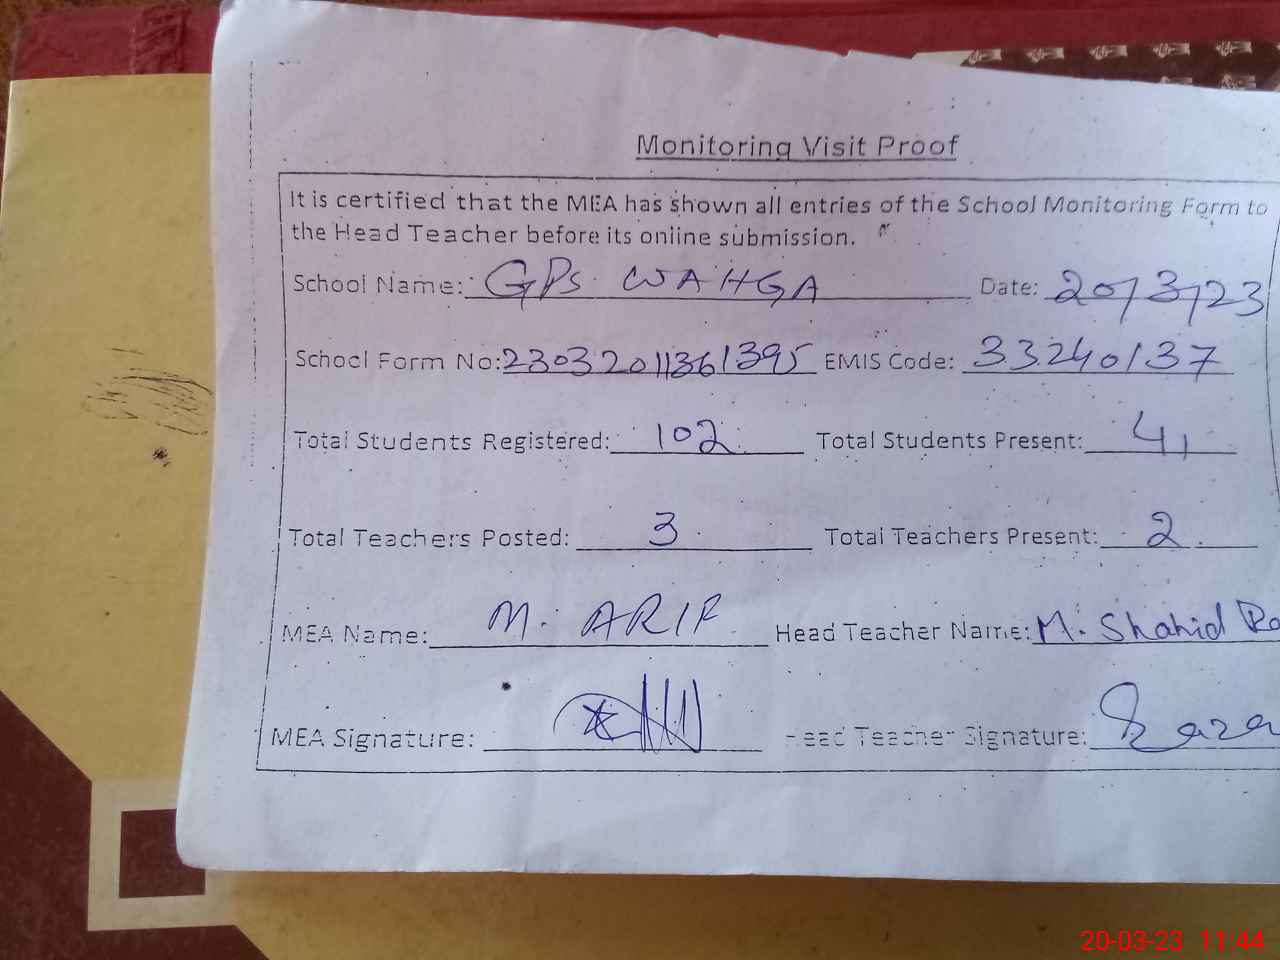 Monitoring Visit Proof
It is certified that the MEA has shown all entries of the School Monitoring Form to
the Head Teacher before its online submission.
School Name: GPS WAHGA Date: 20/3/23
School Form No: 23032011361395 EMIS Code: 33240137
Total Students Registered: 102 Total Students Present: 41
Total Teachers Posted: 3 Total Teachers Present: 2
MEA Name: M. ARIF Head Teacher Name: M. Shahid
MEA Signature: Head Teacher Signature:
20-03-23 11:44